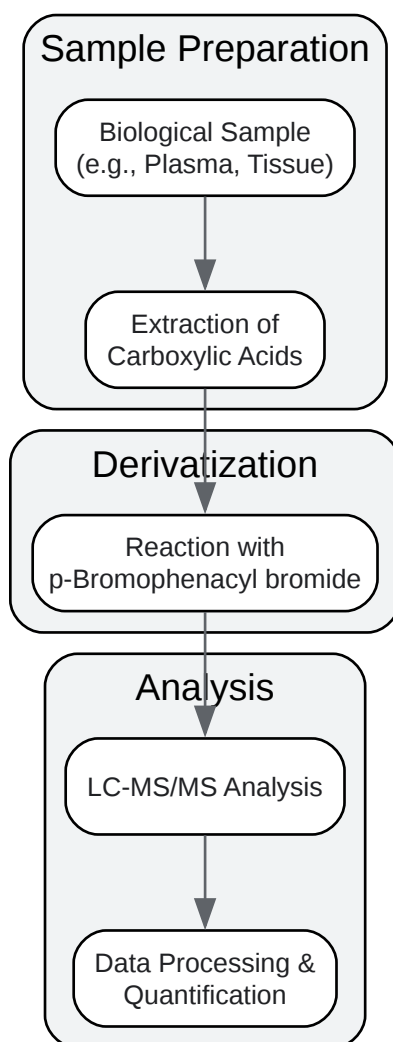 Sample Preparation
Biological Sample
(e.g., Plasma, Tissue)
Extraction of
Carboxylic Acids
Derivatization
Reaction with
p-Bromophenacyl bromide
Analysis
LC-MS/MS Analysis
Data Processing &
Quantification